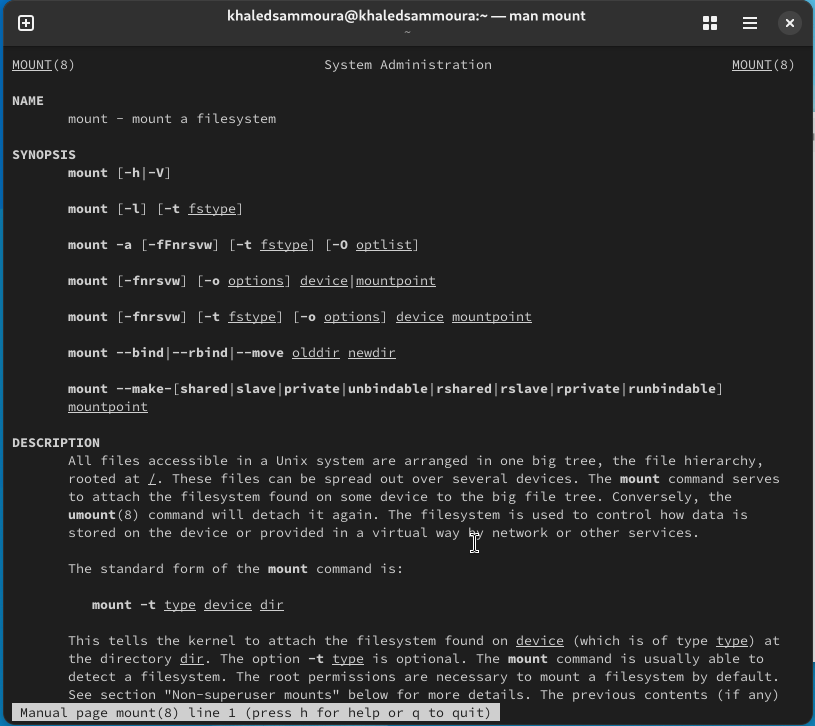 khaledsammoura@khaledsammoura:~ — man mount
~
MOUNT(8) System Administration MOUNT(8)
NAME
mount - mount a filesystem
SYNOPSIS
mount [-h|-V]
mount [-l] [-t fstype]
mount -a [-fFnrsvw] [-t fstype] [-O optlist]
mount [-fnrsvw] [-o options] device|mountpoint
mount [-fnrsvw] [-t fstype] [-o options] device mountpoint
mount --bind|--rbind|--move olddir newdir
mount --make-[shared|slave|private|unbindable|rshared|rslave|rprivate|runbindable]
mountpoint
DESCRIPTION
All files accessible in a Unix system are arranged in one big tree, the file hierarchy,
rooted at /. These files can be spread out over several devices. The mount command serves
to attach the filesystem found on some device to the big file tree. Conversely, the
umount(8) command will detach it again. The filesystem is used to control how data is
stored on the device or provided in a virtual way by network or other services.
The standard form of the mount command is:
mount -t type device dir
This tells the kernel to attach the filesystem found on device (which is of type type) at
the directory dir. The option -t type is optional. The mount command is usually able to
detect a filesystem. The root permissions are necessary to mount a filesystem by default.
See section "Non-superuser mounts" below for more details. The previous contents (if any)
Manual page mount(8) line 1 (press h for help or q to quit)